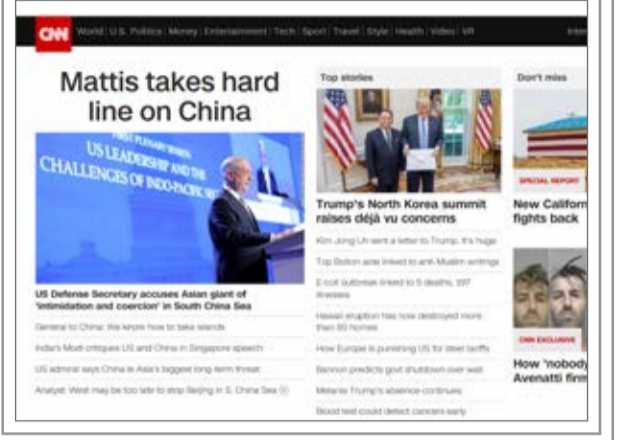 CNN World U.S. Politics Money Entertainment Tech Sport Travel Style Health Video VR
Mattis takes hard
line on China
FIRST PLENARY SESSION
US LEADERSHIP AND THE
CHALLENGES OF INDO-PACIFIC
US Defense Secretary accuses Asian giant of
'intimidation and coercion' in South China Sea
General to China: We know how to take islands
India's Modi critiques US and China in Singapore speech
US admiral says China is Asia's biggest long-term threat
Analyst: West may be too late to stop Beijing in S. China Sea
Top stories
Trump's North Korea summit
raises déjà vu concerns
Kim Jong Un sent a letter to Trump. It's huge
Top Bolton aide linked to anti-Muslim writings
E coli outbreak linked to 5 deaths, 197
illnesses
Hawaii eruption has now destroyed more
than 80 homes
How Europe is punishing US for steel tariffs
Bannon predicts govt shutdown over wall
Melania Trump's absence continues
Blood test could detect cancers early
Don't miss
SPECIAL REPORT
New Californ
fights back
CNN EXCLUSIVE
How 'nobody
Avenatti firm